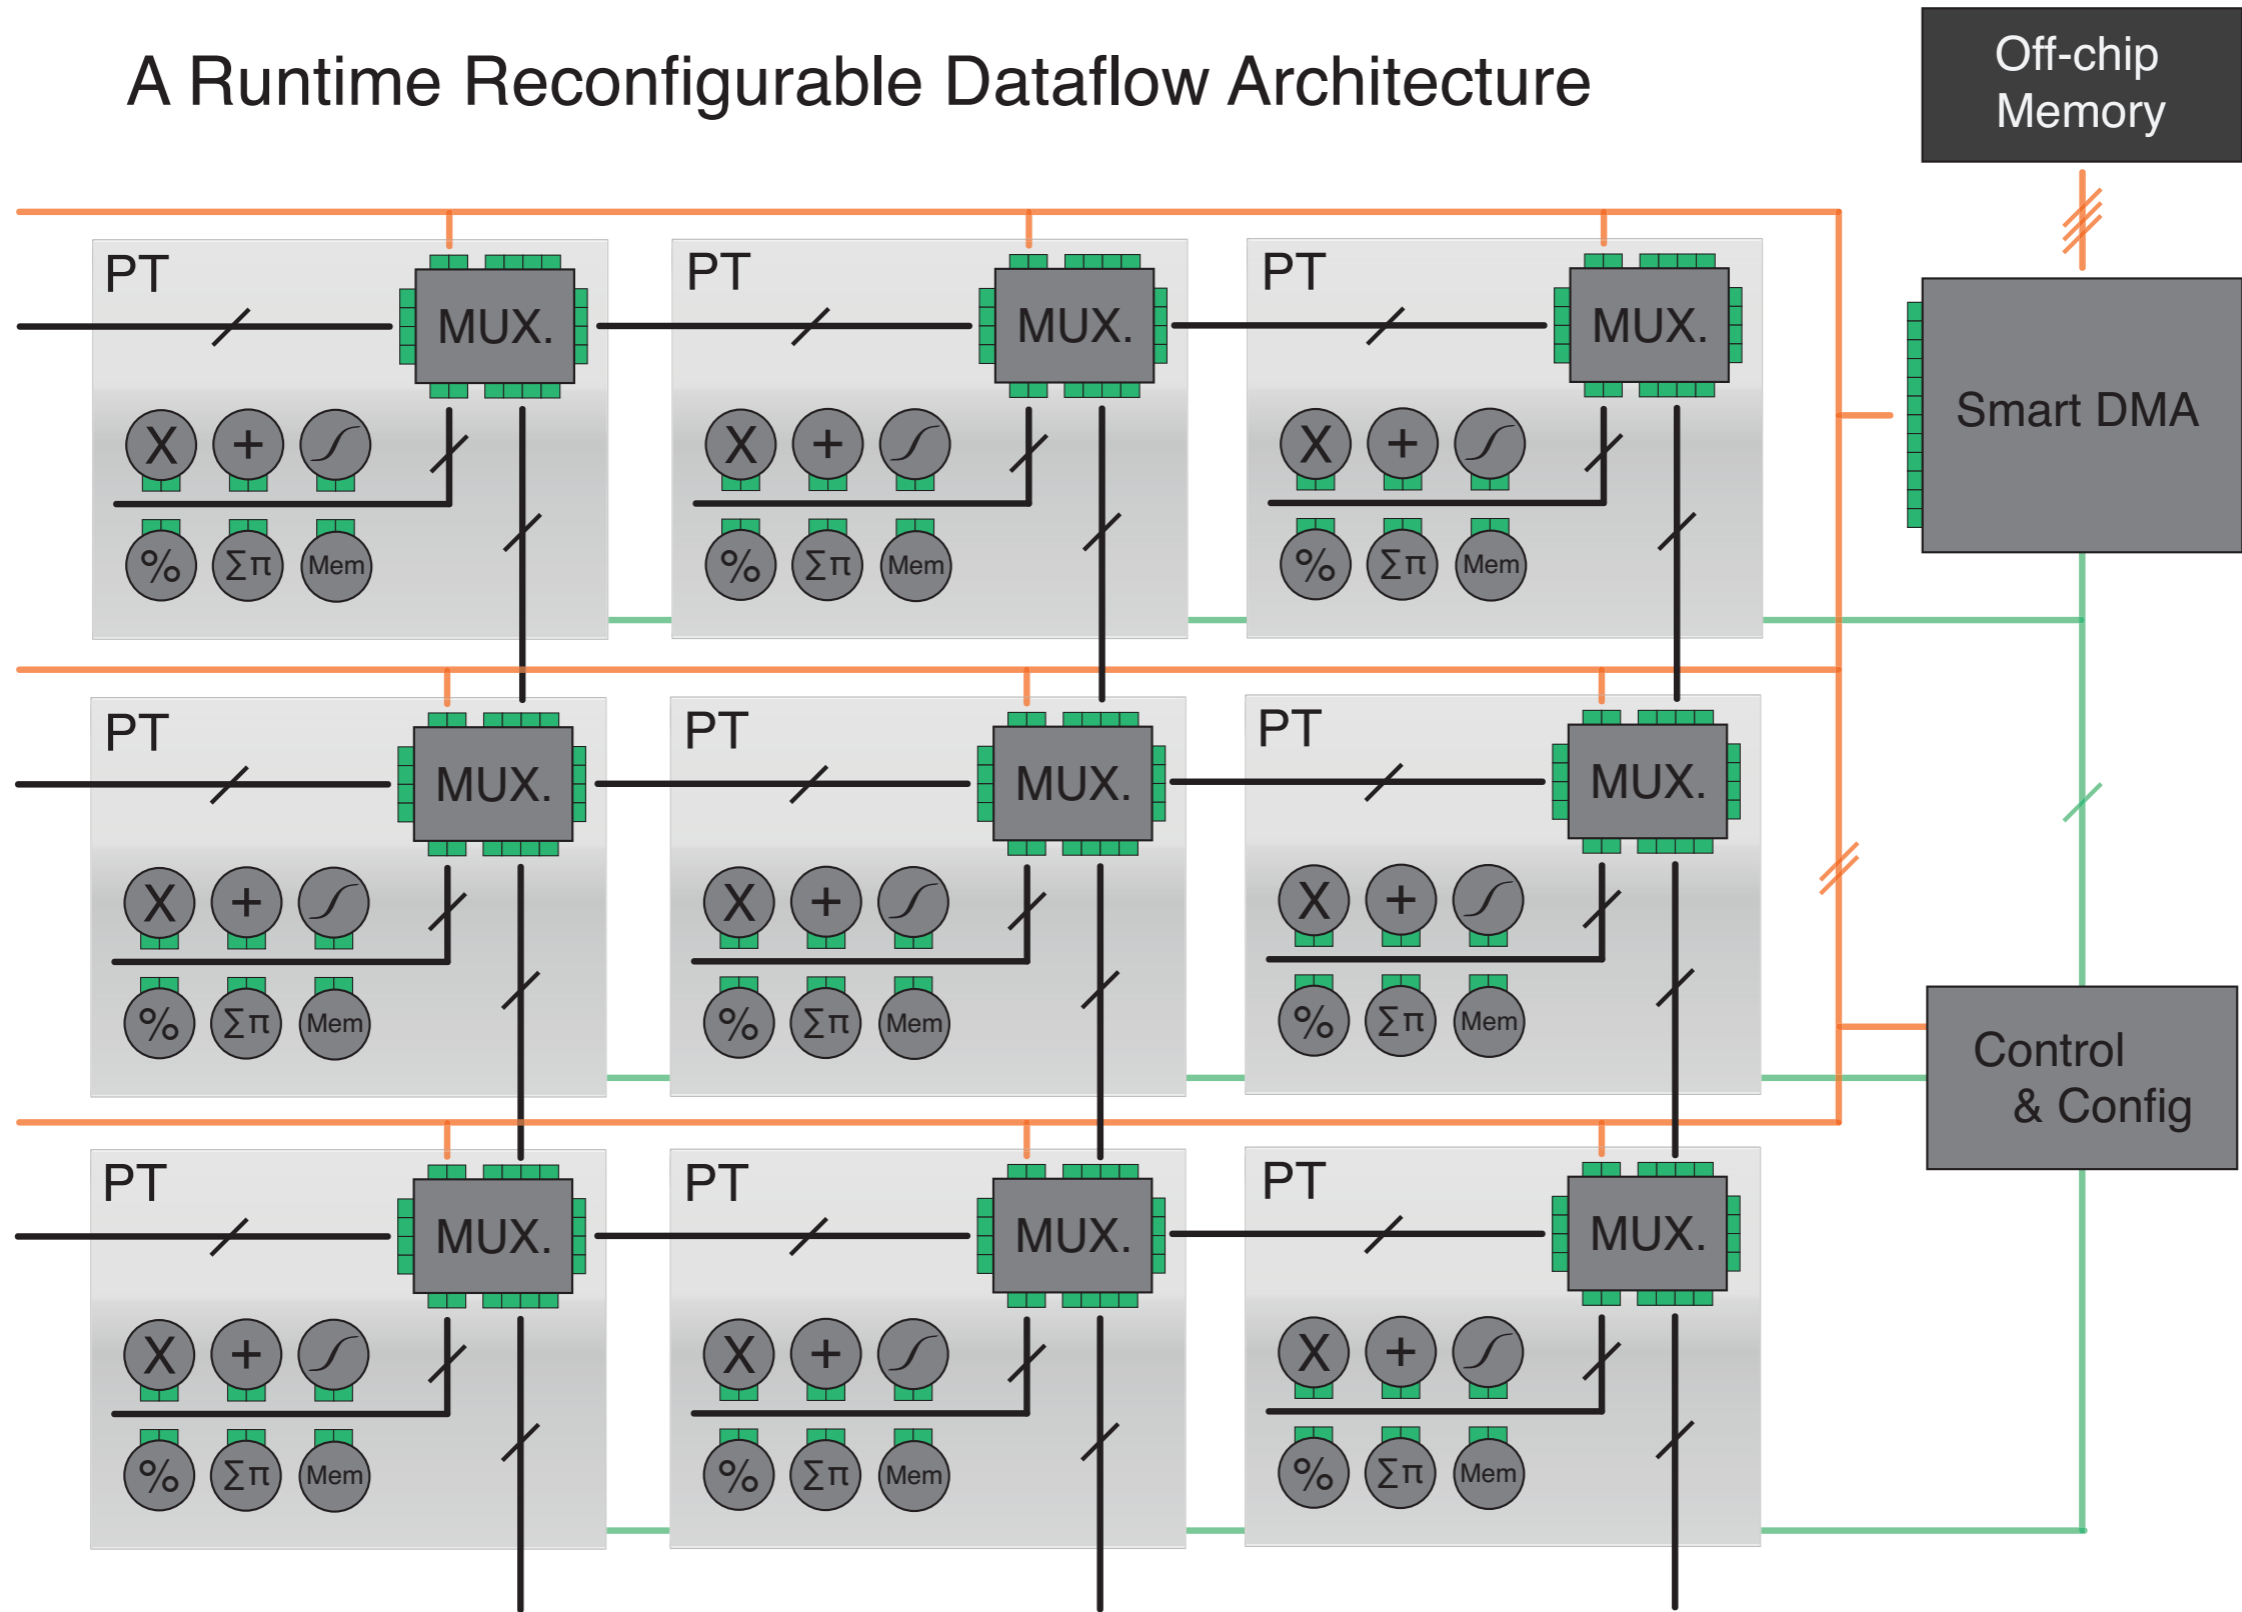 A Runtime Reconfigurable Dataflow Architecture
Off-chip
Memory
PT
MUX.
X + 
% Σπ Mem
PT
MUX.
X + 
% Σπ Mem
PT
MUX.
X + 
% Σπ Mem
Smart DMA
PT
MUX.
X + 
% Σπ Mem
PT
MUX.
X + 
% Σπ Mem
PT
MUX.
X + 
% Σπ Mem
Control
& Config
PT
MUX.
X + 
% Σπ Mem
PT
MUX.
X + 
% Σπ Mem
PT
MUX.
X + 
% Σπ Mem